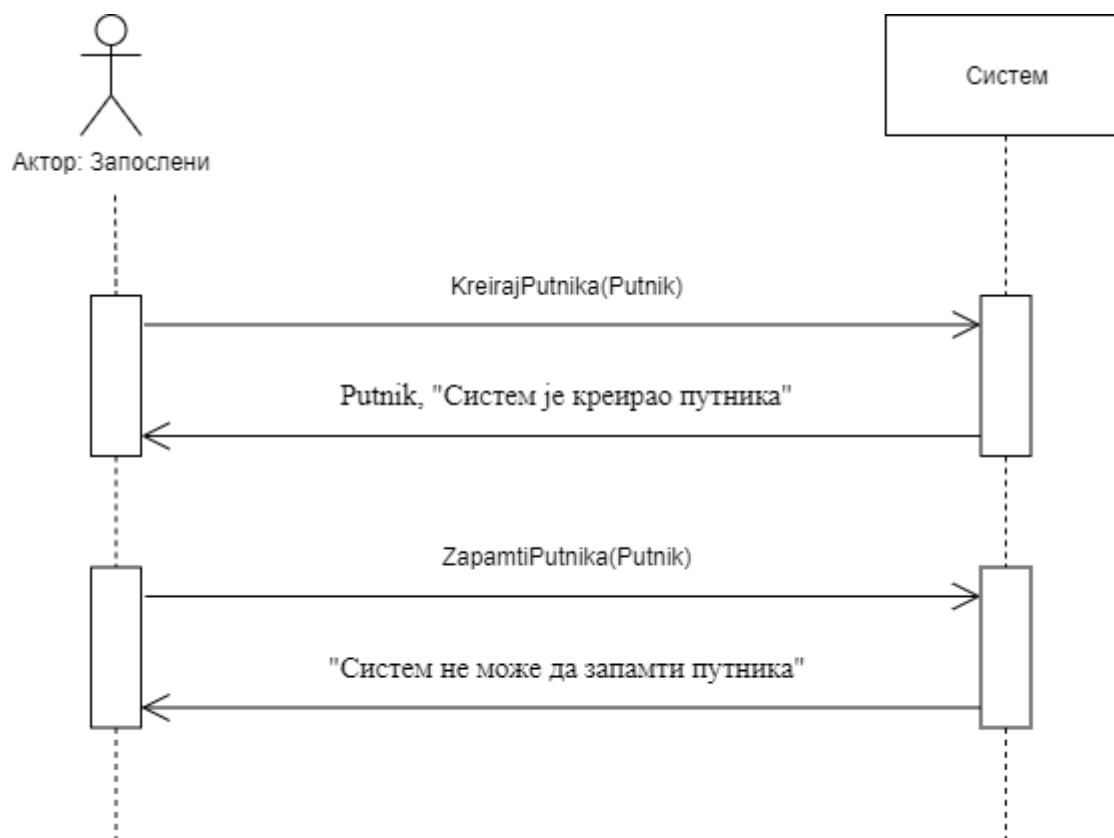 Систем
Актор: Запослени
KreirajPutnika(Putnik)
Putnik, "Систем је креирао путника"
ZapamtiPutnika(Putnik)
"Систем не може да запамти путника"